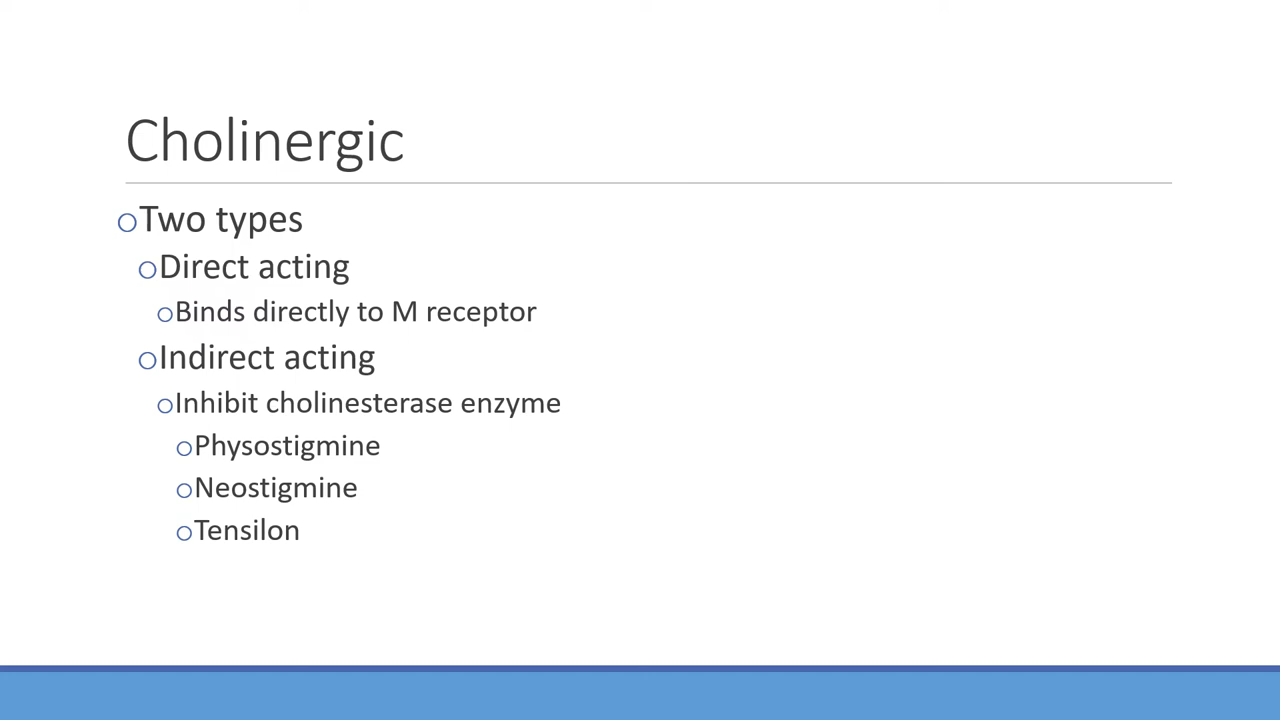 Cholinergic
Two types
Direct acting
Binds directly to M receptor
Indirect acting
Inhibit cholinesterase enzyme
Physostigmine
Neostigmine
Tensilon